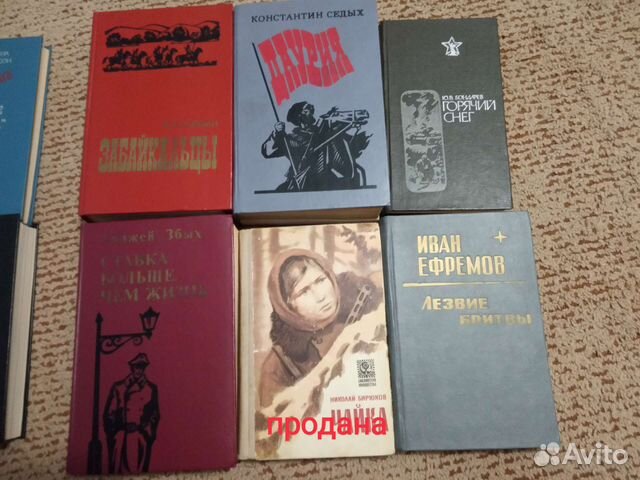 ЗАБАЙКАЛЬЦЫ
КОНСТАНТИН СЕДЫХ
ДАУРИЯ
Ю.В. БОНДАРЕВ
ГОРЯЧИЙ
СНЕГ
Збых
СТАВКА
БОЛЬШЕ,
ЧЕМ ЖИЗНЬ
НИКОЛАЙ БИРЮКОВ
ЧАЙКА
продана
ИВАН
ЕФРЕМОВ
ЛЕЗВИЕ
БРИТВЫ
Avito